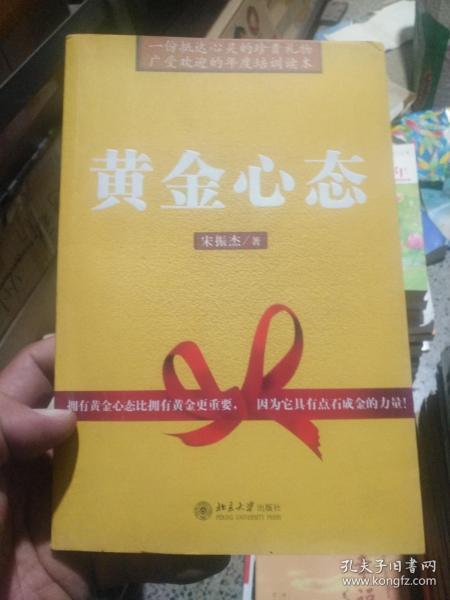 一份抵达心灵的珍贵礼物
广受欢迎的年度培训读本
黄金心态
宋振杰/著
拥有黄金心态比拥有黄金更重要， 因为它具有点石成金的力量！
北京大学出版社
PEKING UNIVERSITY PRESS
年
福
孔夫子旧书网
www.kongfz.com